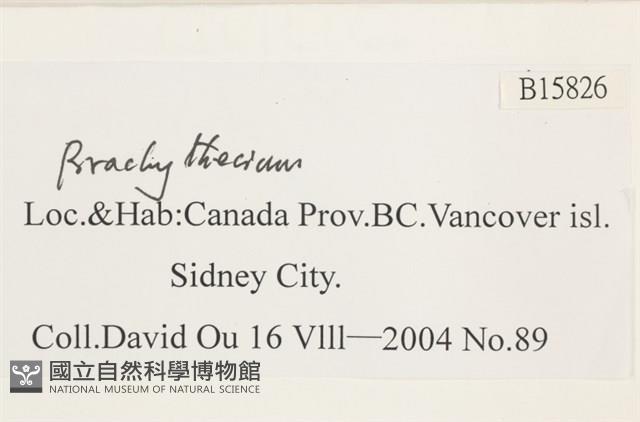 B15826
Brachythecium
Loc.&Hab:Canada Prov.BC.Vancover isl.
Sidney City.
Coll.David Ou 16 Vlll—2004 No.89
國立自然科學博物館
NATIONAL MUSEUM OF NATURAL SCIENCE